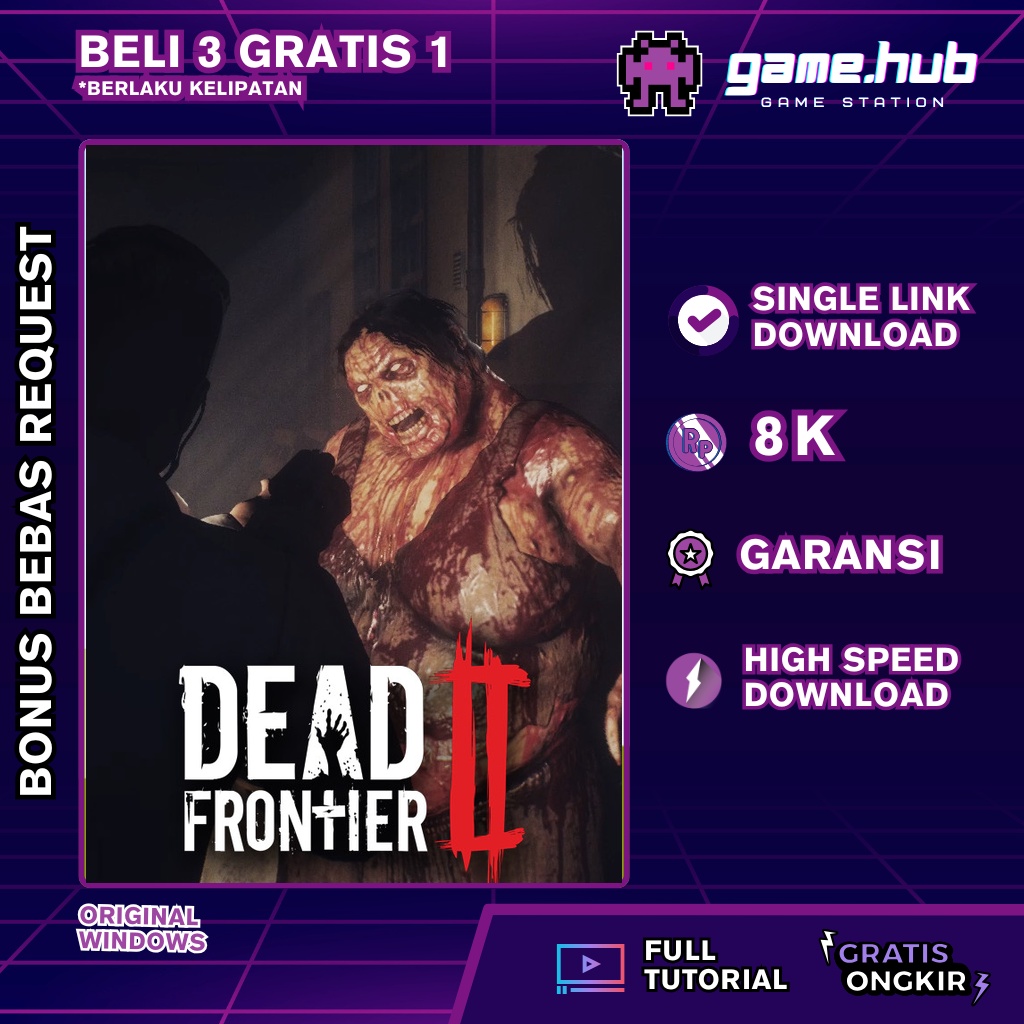 BELI 3 GRATIS 1
*BERLAKU KELIPATAN
game.hub
GAME STATION
BONUS BEBAS REQUEST
SINGLE LINK
DOWNLOAD
Rp
8K
GARANSI
HIGH SPEED
DOWNLOAD
DEAD
FRONTIER II
ORIGINAL
WINDOWS
FULL
TUTORIAL
GRATIS
ONGKIR